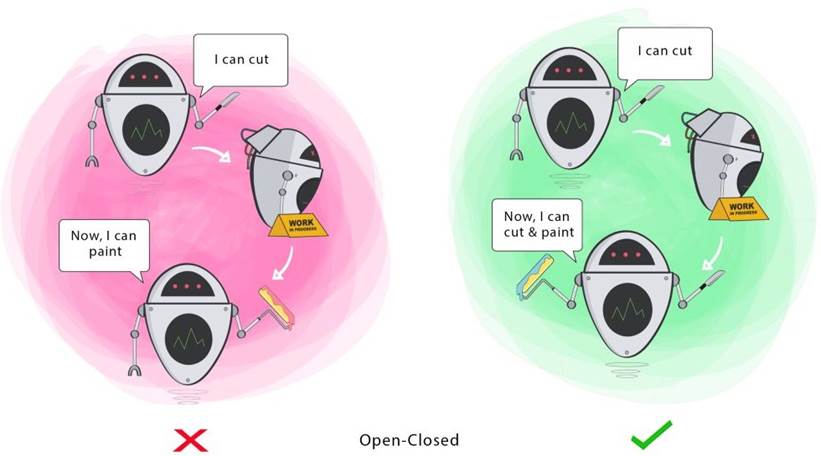 I can cut
WORK
IN PROGRESS
Now, I can
paint
I can cut
WORK
IN PROGRESS
Now, I can
cut & paint
Open-Closed